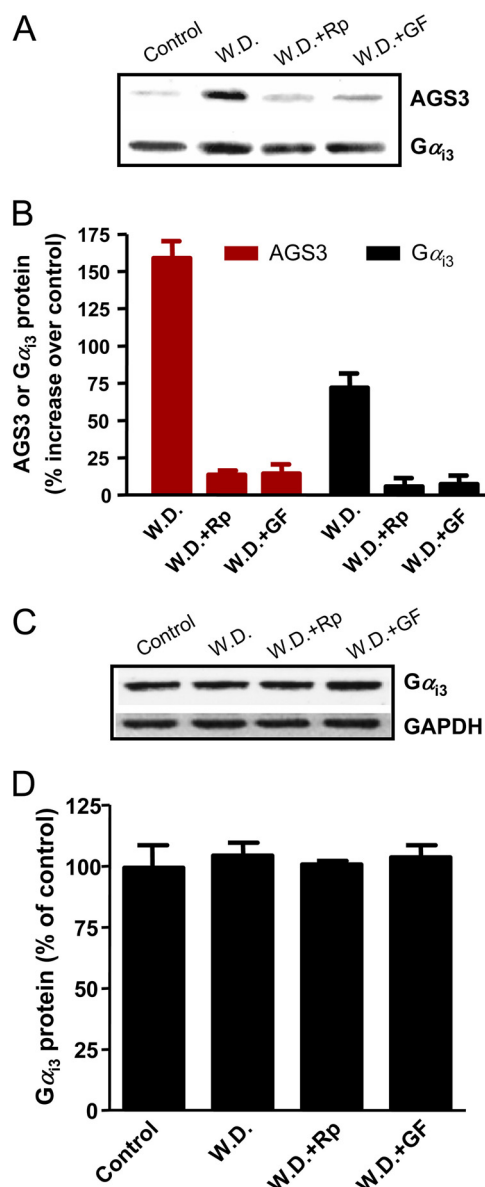 A
Control W.D. W.D.+Rp W.D.+GF
AGS3
Gαi3
B
AGS3 or Gαi3 protein
(% increase over control)
175
150
125
100
75
50
25
0
AGS3 Gαi3
W.D. W.D.+Rp W.D.+GF W.D. W.D.+Rp W.D.+GF
C
Control W.D. W.D.+Rp W.D.+GF
Gαi3
GAPDH
D
Gαi3 protein (% of control)
125
100
75
50
25
0
Control W.D. W.D.+Rp W.D.+GF